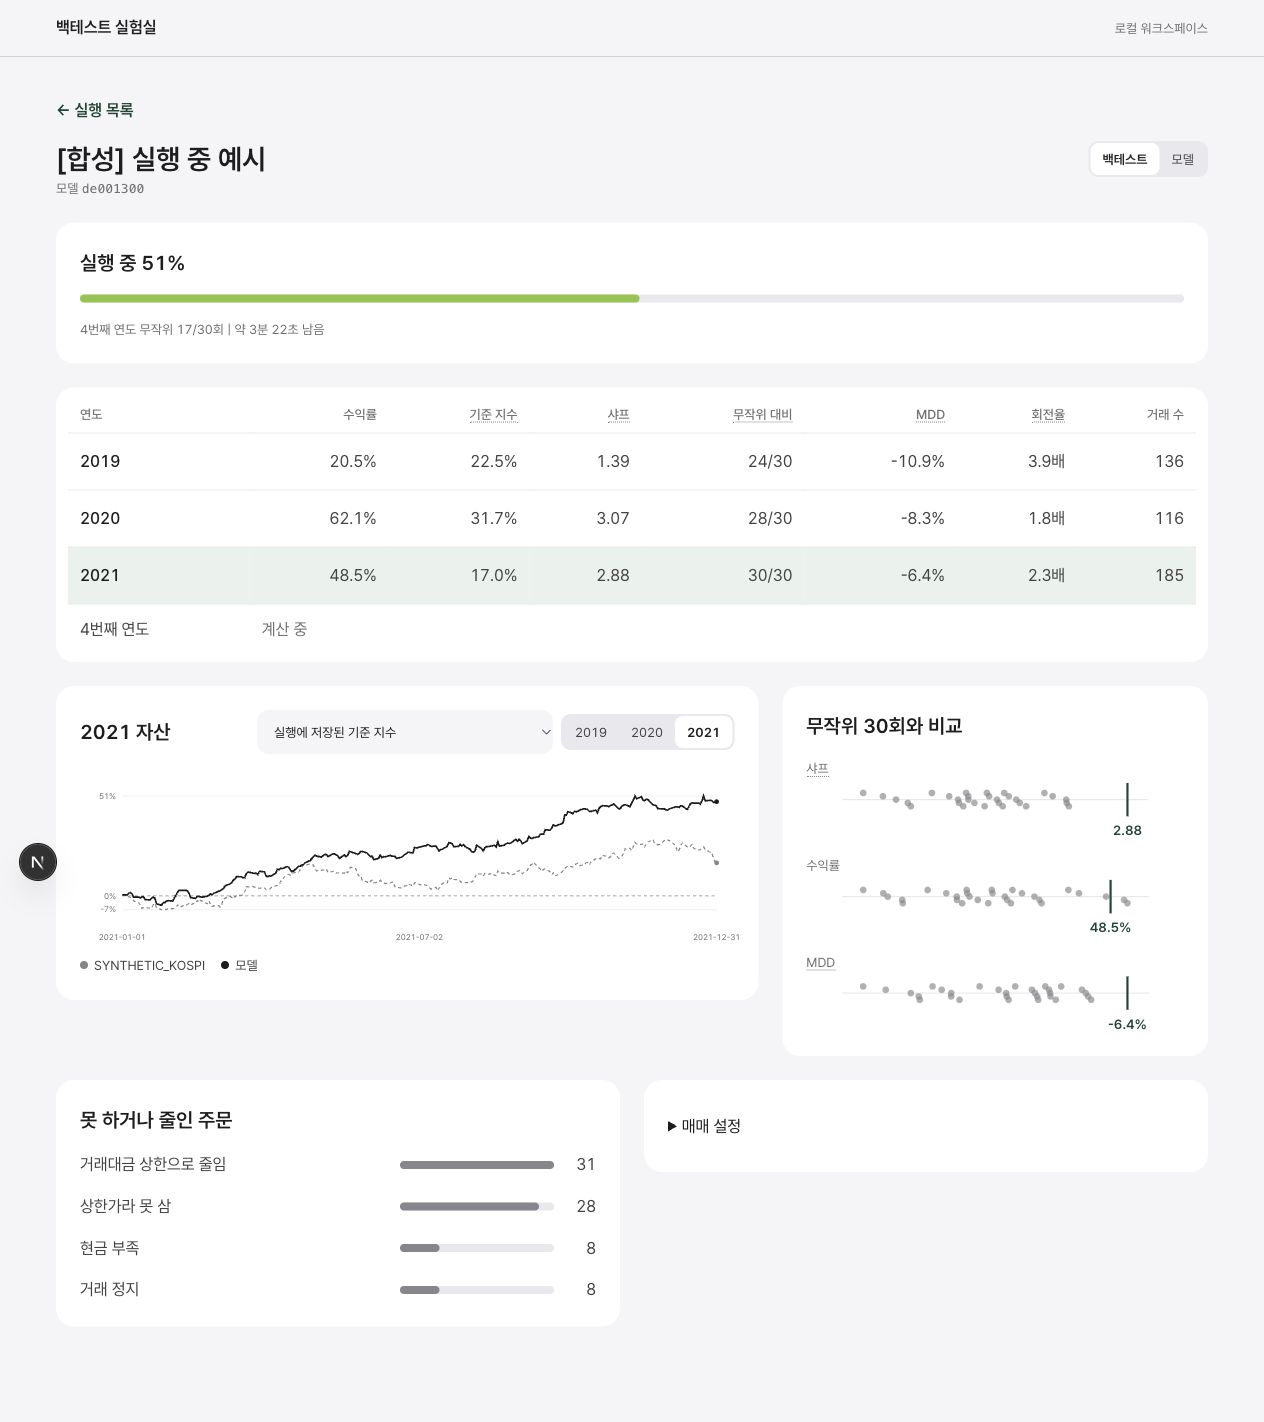 백테스트 실험실
로컬 워크스페이스
← 실행 목록
[합성] 실행 중 예시
모델 de001300
백테스트 모델
실행 중 51%
4번째 연도 무작위 17/30회 | 약 3분 22초 남음
연도 수익률 기준 지수 샤프 무작위 대비 MDD 회전율 거래 수
2019 20.5% 22.5% 1.39 24/30 -10.9% 3.9배 136
2020 62.1% 31.7% 3.07 28/30 -8.3% 1.8배 116
2021 48.5% 17.0% 2.88 30/30 -6.4% 2.3배 185
4번째 연도 계산 중
2021 자산
실행에 저장된 기준 지수
2019 2020 2021
51%
0%
-7%
2021-01-01 2021-07-02 2021-12-31
SYNTHETIC_KOSPI 모델
무작위 30회와 비교
샤프
2.88
수익률
48.5%
MDD
-6.4%
N
못 하거나 줄인 주문
거래대금 상한으로 줄임 31
상한가라 못 삼 28
현금 부족 8
거래 정지 8
▶ 매매 설정